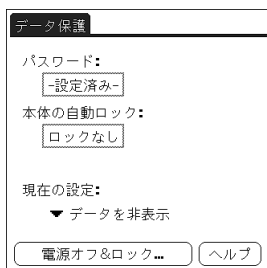 データ保護
パスワード:
-設定済み-
本体の自動ロック:
ロックなし
現在の設定:
データを非表示
電源オフ&ロック...
ヘルプ